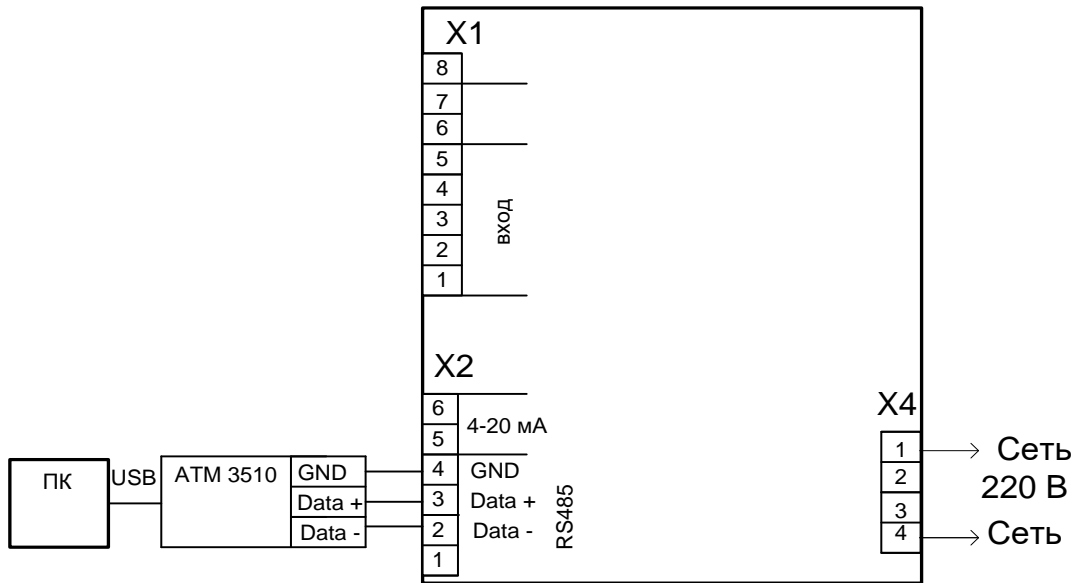 X1
8
7
6
5
4
3
2
1
вход
X2
6
5
4-20 мА
4
GND
3
Data +
2
Data -
1
RS485
ПК
USB
ATM 3510
GND
Data +
Data -
X4
1
2
3
4
Сеть
220 В
Сеть